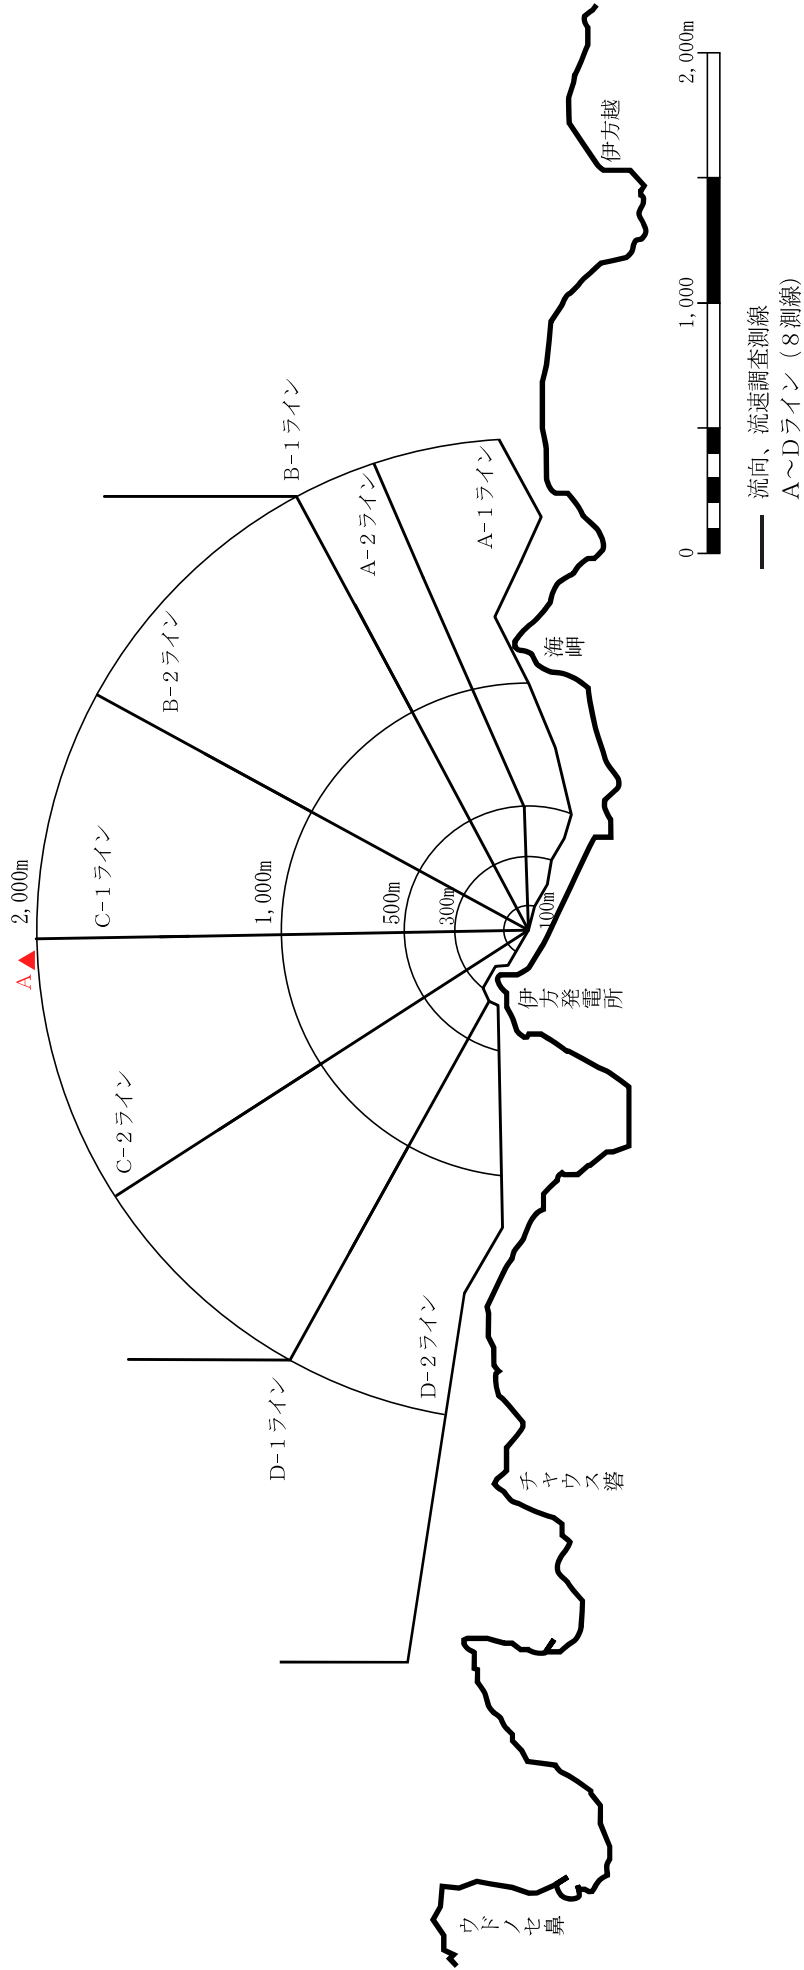 2,000m
A
C-1ライン
C-2ライン
B-2ライン
B-1ライン
A-2ライン
A-1ライン
D-1ライン
D-2ライン
1,000m
500m
300m
100m
ウドノセ鼻
チャウス碆
伊方発電所
海岬
伊方越
0
1,000
2,000m
流向、流速調査測線
A～Dライン（８測線）